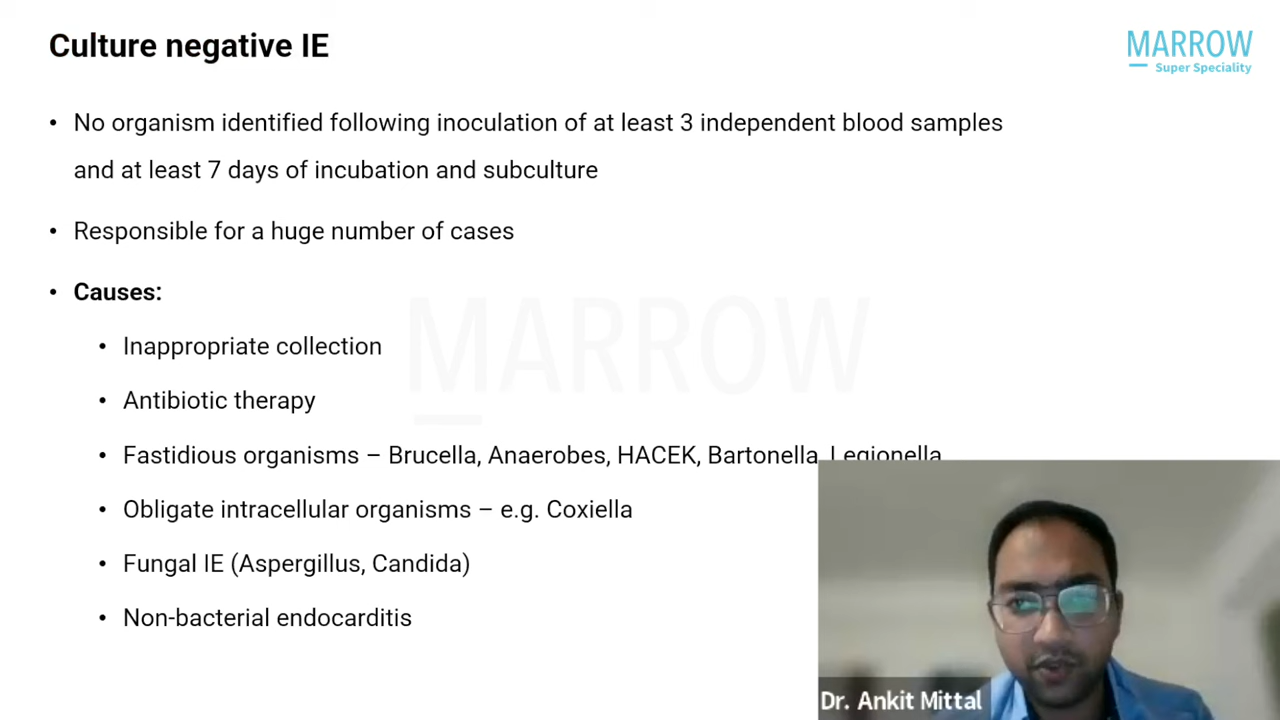 Culture negative IE
MARROW
Super Speciality
• No organism identified following inoculation of at least 3 independent blood samples
and at least 7 days of incubation and subculture
• Responsible for a huge number of cases
• Causes:
MARROW
• Inappropriate collection
• Antibiotic therapy
• Fastidious organisms – Brucella, Anaerobes, HACEK, Bartonella, Legionella
• Obligate intracellular organisms – e.g. Coxiella
• Fungal IE (Aspergillus, Candida)
• Non-bacterial endocarditis
Dr. Ankit Mittal